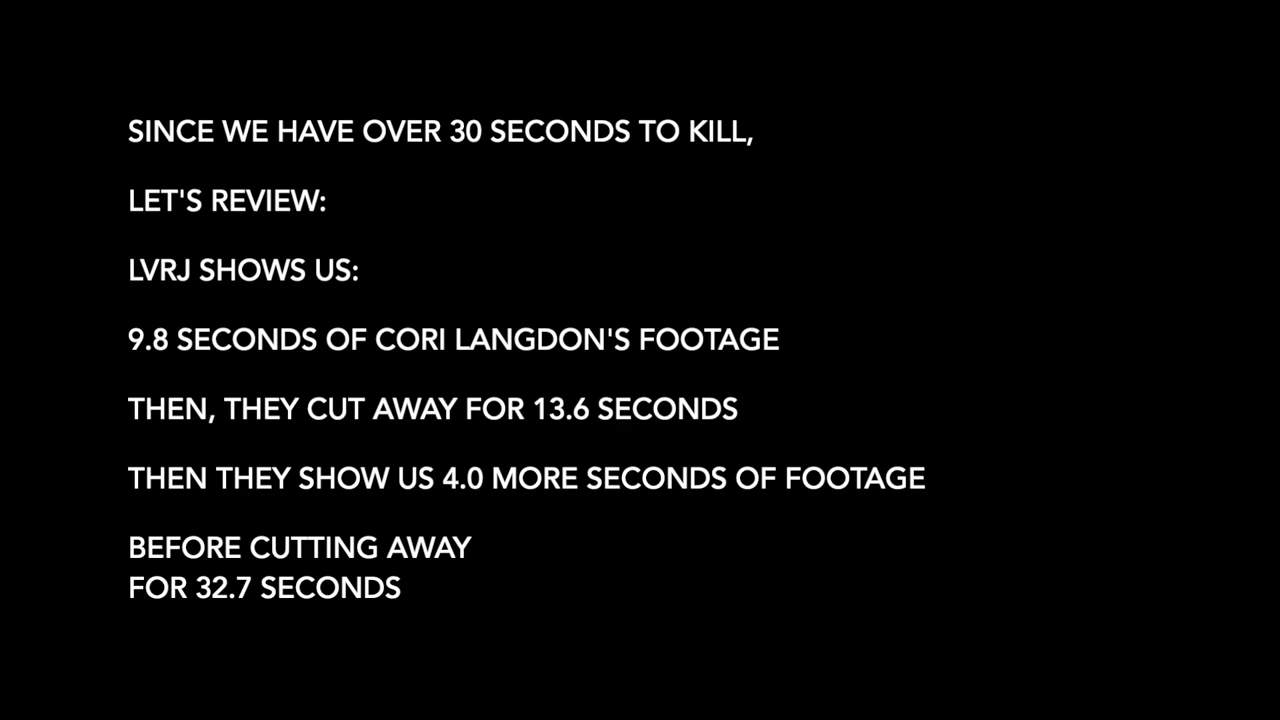 SINCE WE HAVE OVER 30 SECONDS TO KILL,
LET'S REVIEW:
LVRJ SHOWS US:
9.8 SECONDS OF CORI LANGDON'S FOOTAGE
THEN, THEY CUT AWAY FOR 13.6 SECONDS
THEN THEY SHOW US 4.0 MORE SECONDS OF FOOTAGE
BEFORE CUTTING AWAY
FOR 32.7 SECONDS